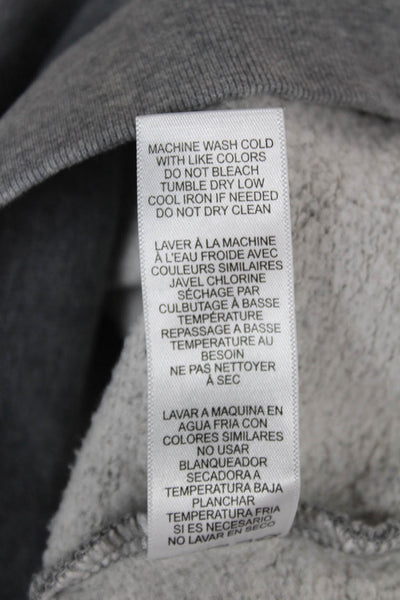 MACHINE WASH COLD
WITH LIKE COLORS
DO NOT BLEACH
TUMBLE DRY LOW
COOL IRON IF NEEDED
DO NOT DRY CLEAN
LAVER À LA MACHINE
À L'EAU FROIDE AVEC
COULEURS SIMILAIRES
JAVEL CHLORINE
SÉCHAGE PAR
CULBUTAGE À BASSE
TEMPÉRATURE
REPASSAGE A BASSE
TEMPERATURE AU
BESOIN
NE PAS NETTOYER
À SEC
LAVAR A MAQUINA EN
AGUA FRIA CON
COLORES SIMILARES
NO USAR
BLANQUEADOR
SECADORA A
TEMPERATURA BAJA
PLANCHAR
TEMPERATURA FRIA
SI ES NECESARIO
NO LAVAR EN SECO